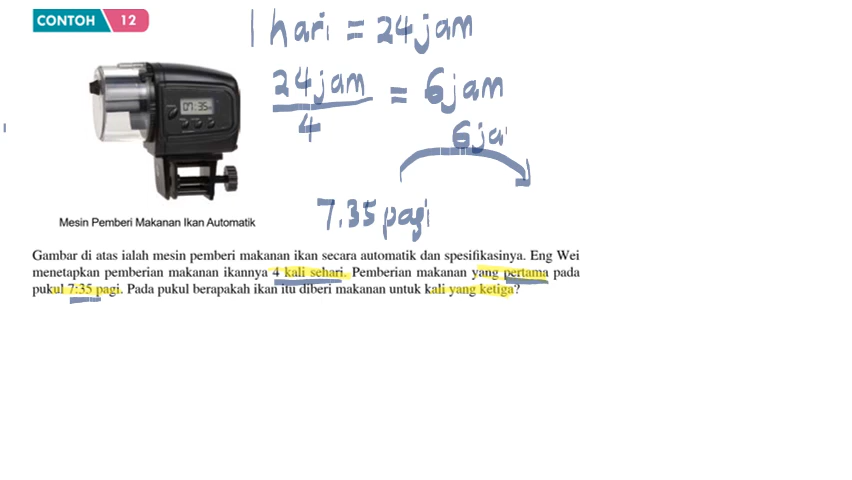 CONTOH 12
1 hari = 24 jam
24 jam
4
= 6 jam
07:35
6 ja
7.35 pagi
Mesin Pemberi Makanan Ikan Automatik
Gambar di atas ialah mesin pemberi makanan ikan secara automatik dan spesifikasinya. Eng Wei
menetapkan pemberian makanan ikannya 4 kali sehari. Pemberian makanan yang pertama pada
pukul 7:35 pagi. Pada pukul berapakah ikan itu diberi makanan untuk kali yang ketiga?